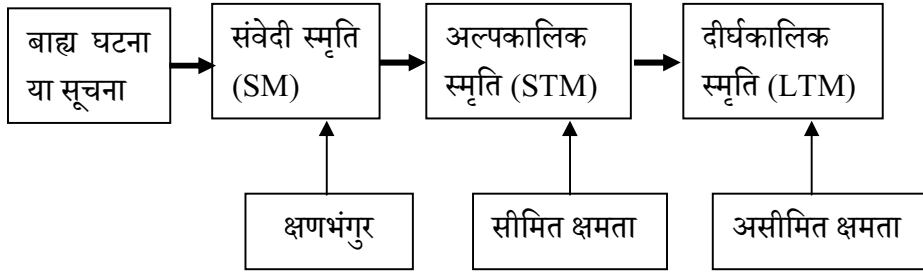 बाह्य घटना
या सूचना
संवेदी स्मृति
(SM)
अल्पकालिक
स्मृति (STM)
दीर्घकालिक
स्मृति (LTM)
क्षणभंगुर
सीमित क्षमता
असीमित क्षमता